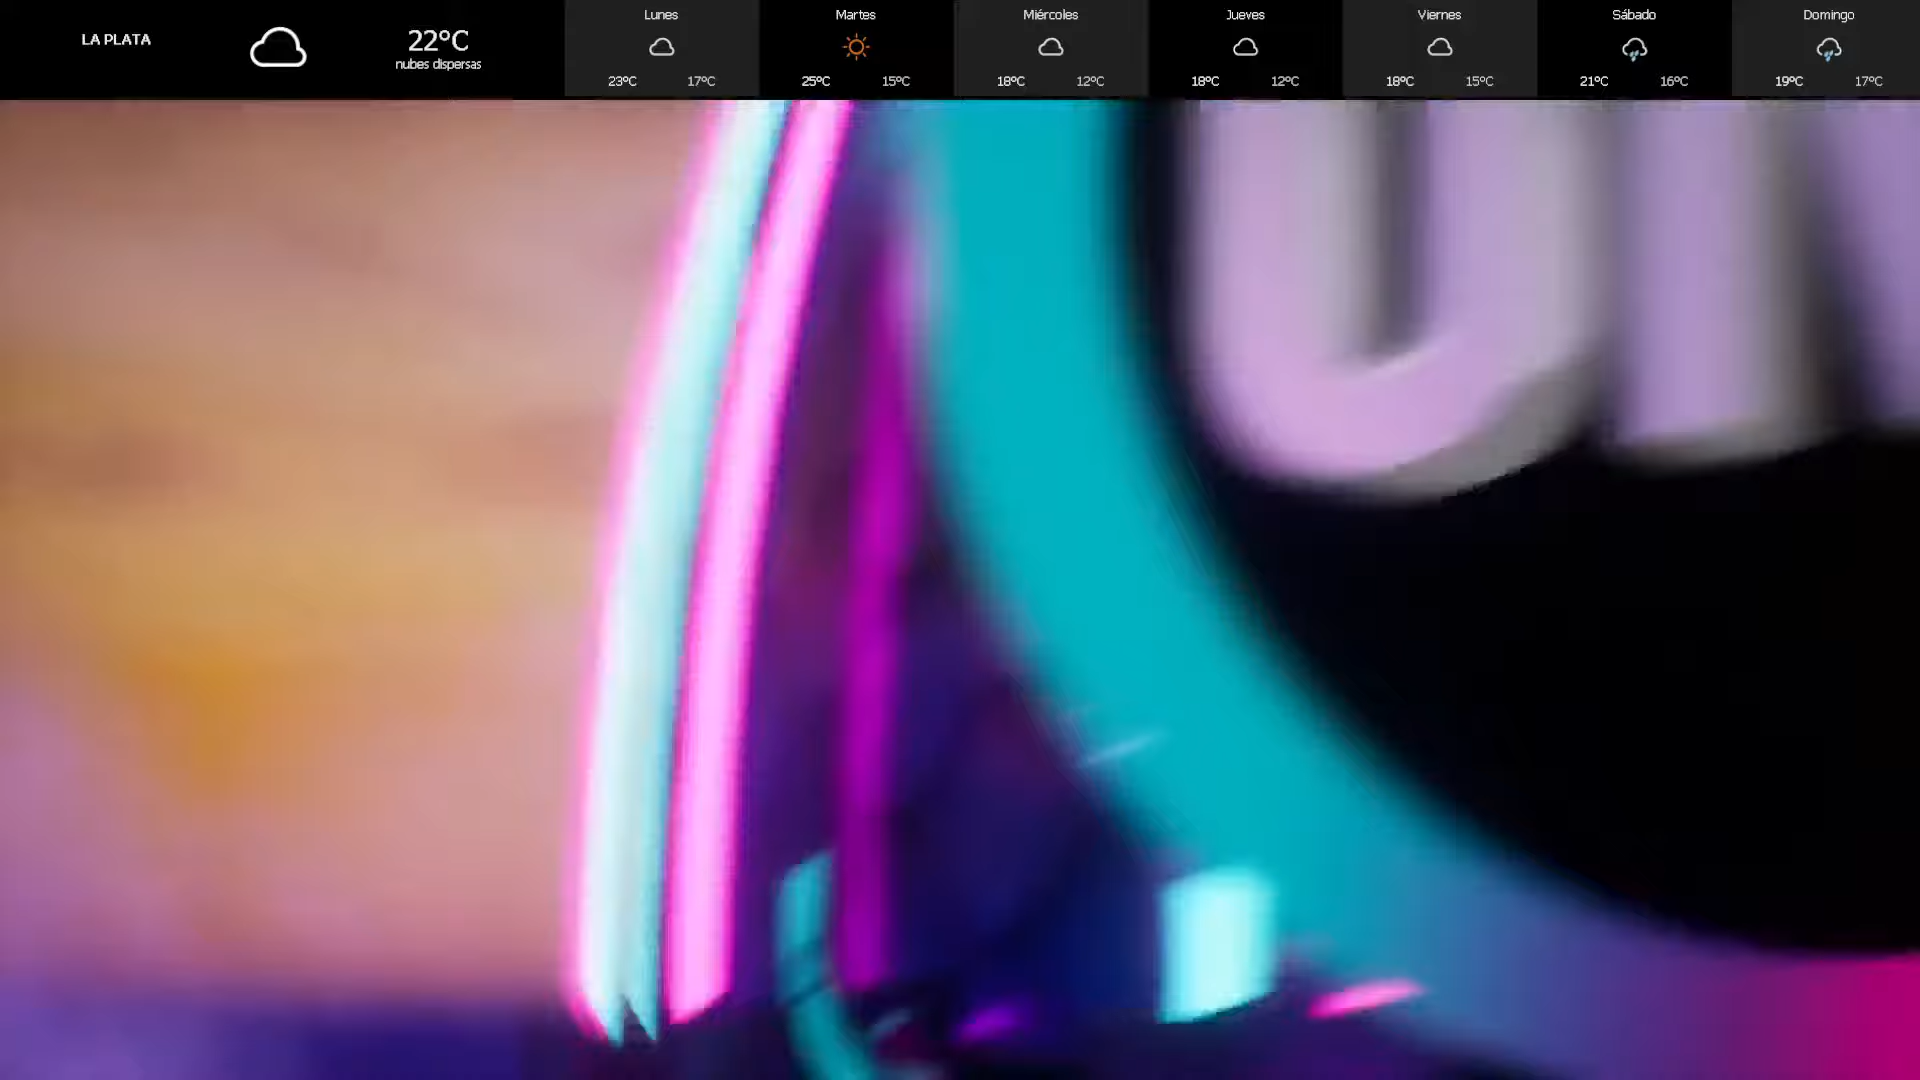 LA PLATA
22°C
nubes dispersas
Lunes
23°C 17°C
Martes
25°C 15°C
Miércoles
18°C 12°C
Jueves
18°C 12°C
Viernes
18°C 15°C
Sábado
21°C 16°C
Domingo
19°C 17°C